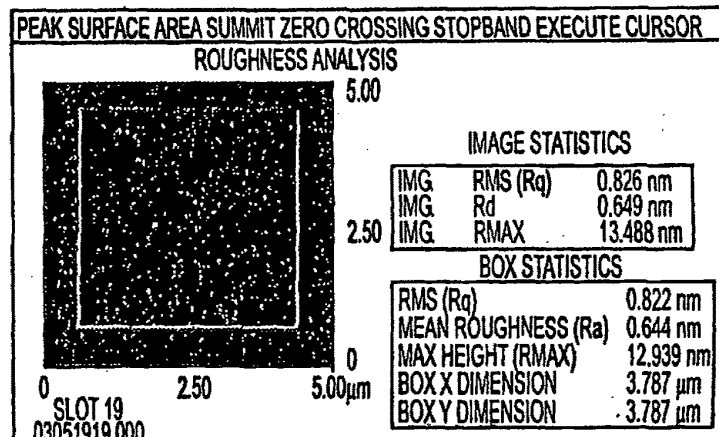 PEAK SURFACE AREA SUMMIT ZERO CROSSING STOPBAND EXECUTE CURSOR
ROUGHNESS ANALYSIS
5.00
2.50
0
0 2.50 5.00µm
SLOT 19
03051919.000
IMAGE STATISTICS
IMG. RMS (Rq) 0.826 nm
IMG. Rd 0.649 nm
IMG. RMAX 13.488 nm
BOX STATISTICS
RMS (Rq) 0.822 nm
MEAN ROUGHNESS (Ra) 0.644 nm
MAX HEIGHT (RMAX) 12.939 nm
BOX X DIMENSION 3.787 µm
BOX Y DIMENSION 3.787 µm